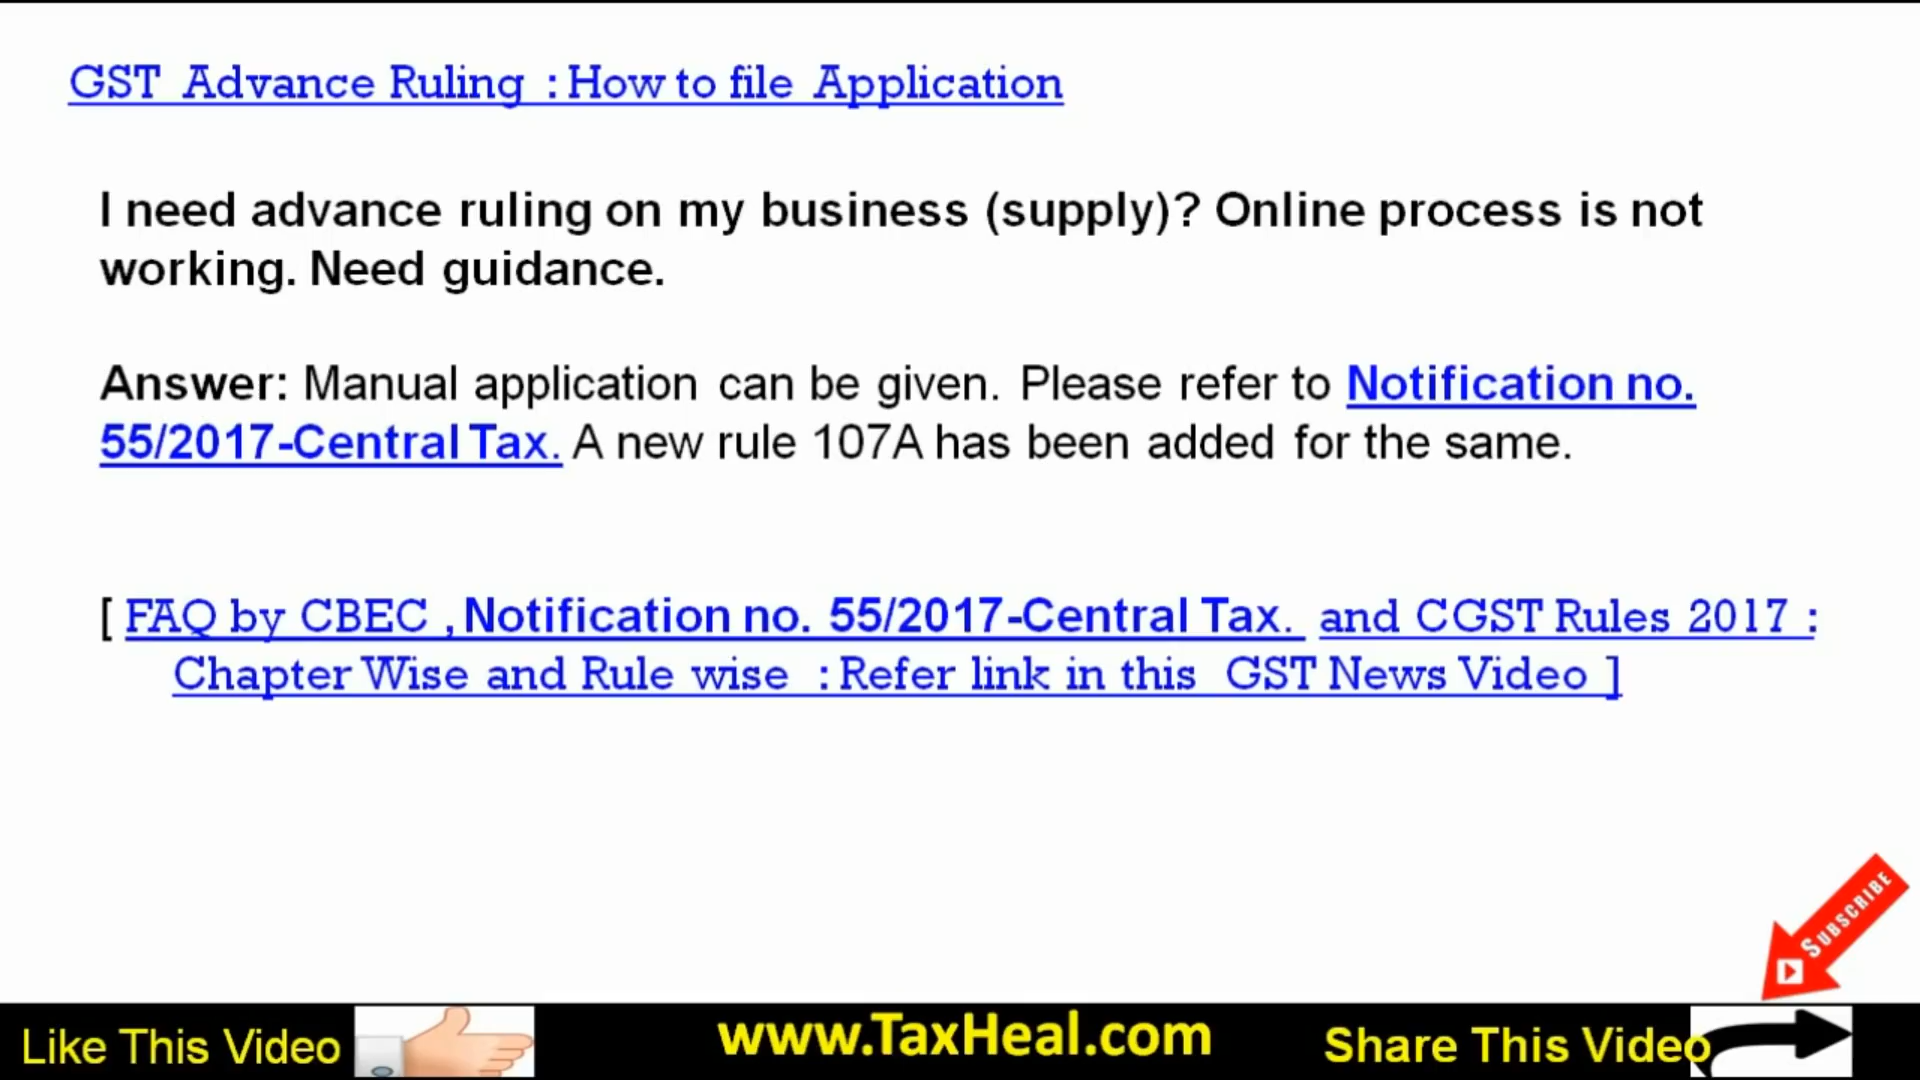 GST Advance Ruling : How to file Application
I need advance ruling on my business (supply)? Online process is not
working. Need guidance.
Answer: Manual application can be given. Please refer to Notification no.
55/2017-Central Tax. A new rule 107A has been added for the same.
[ FAQ by CBEC , Notification no. 55/2017-Central Tax. and CGST Rules 2017 :
Chapter Wise and Rule wise : Refer link in this GST News Video ]
SUBSCRIBE
Like This Video
www.TaxHeal.com
Share This Video